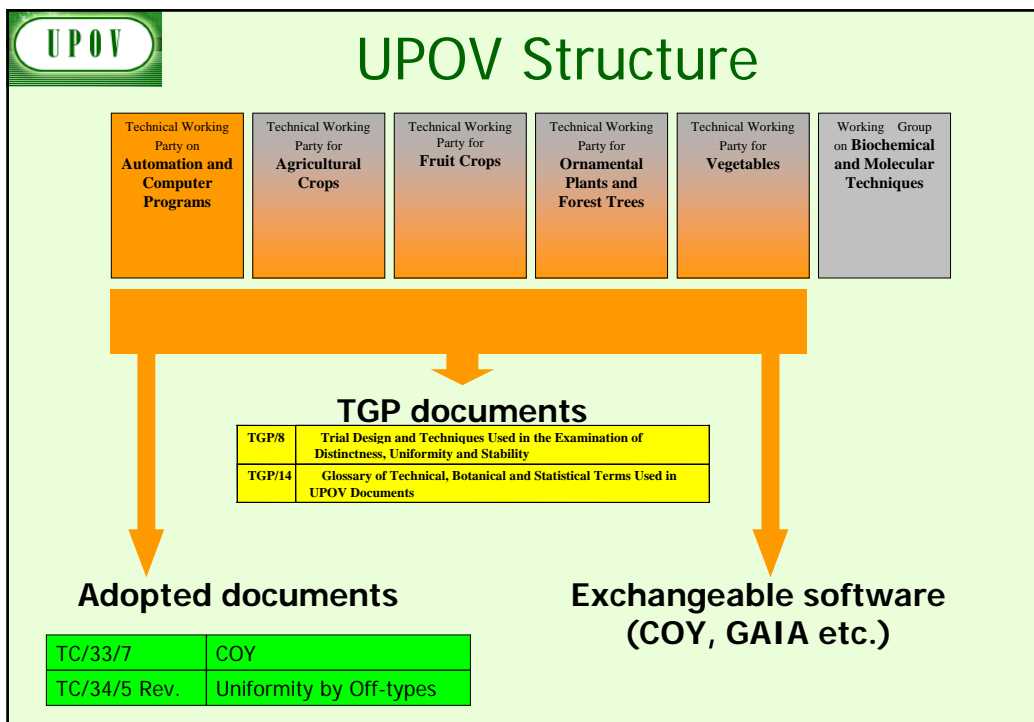 UPOV
UPOV Structure
Technical Working
Party on
Automation and
Computer
Programs
Technical Working
Party for
Agricultural
Crops
Technical Working
Party for
Fruit Crops
Technical Working
Party for
Ornamental
Plants and
Forest Trees
Technical Working
Party for
Vegetables
Working Group
on Biochemical
and Molecular
Techniques
TGP documents
TGP/8 Trial Design and Techniques Used in the Examination of
Distinctness, Uniformity and Stability
TGP/14 Glossary of Technical, Botanical and Statistical Terms Used in
UPOV Documents
Adopted documents
TC/33/7 COY
TC/34/5 Rev. Uniformity by Off-types
Exchangeable software
(COY, GAIA etc.)